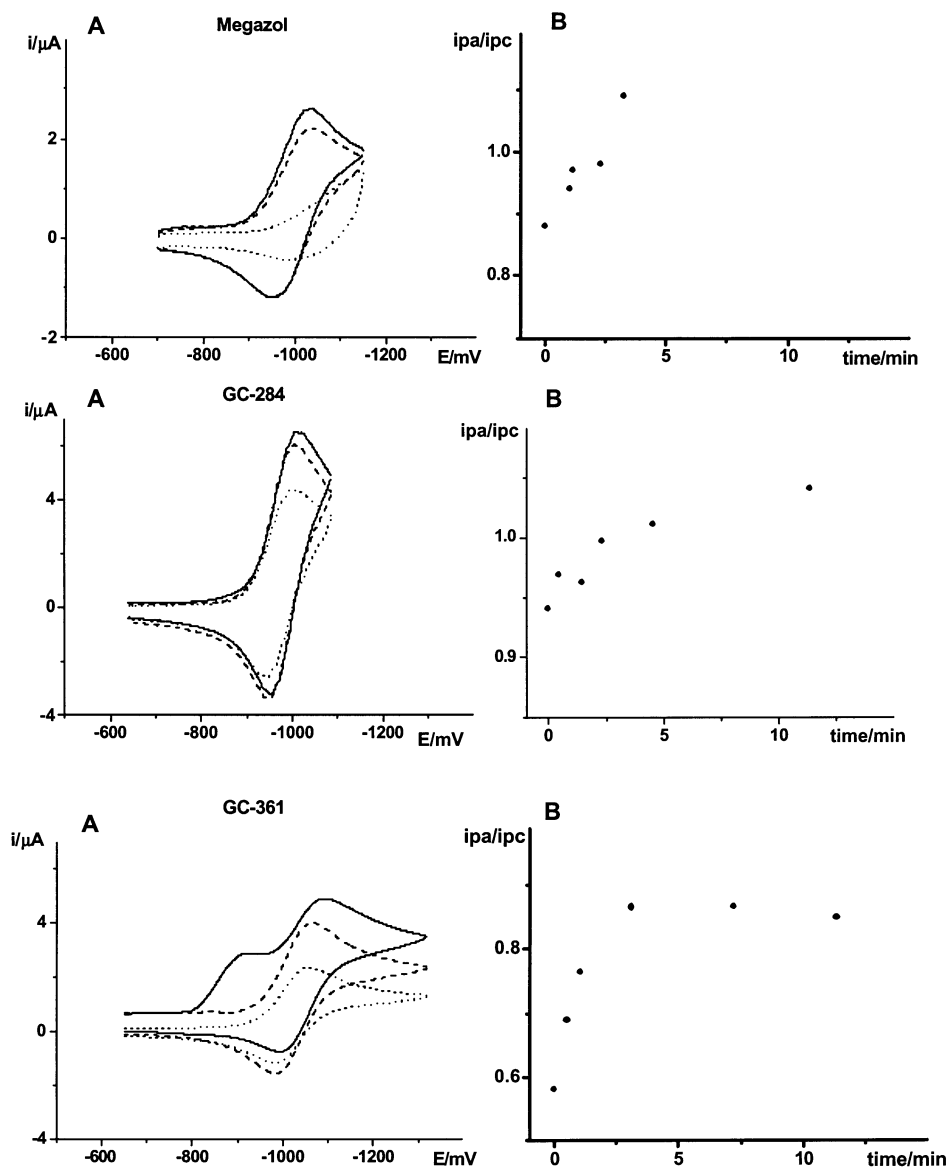 A
Megazol
B
i/μA
ipa/ipc
2
0
-2
-600
-800
-1000
-1200
E/mV
1.0
0.8
0
5
10
time/min
A
GC-284
B
i/μA
ipa/ipc
4
0
-4
-600
-800
-1000
-1200
E/mV
1.0
0.9
0
5
10
time/min
A
GC-361
B
i/μA
ipa/ipc
4
0
-4
-600
-800
-1000
-1200
E/mV
0.8
0.6
0
5
10
time/min